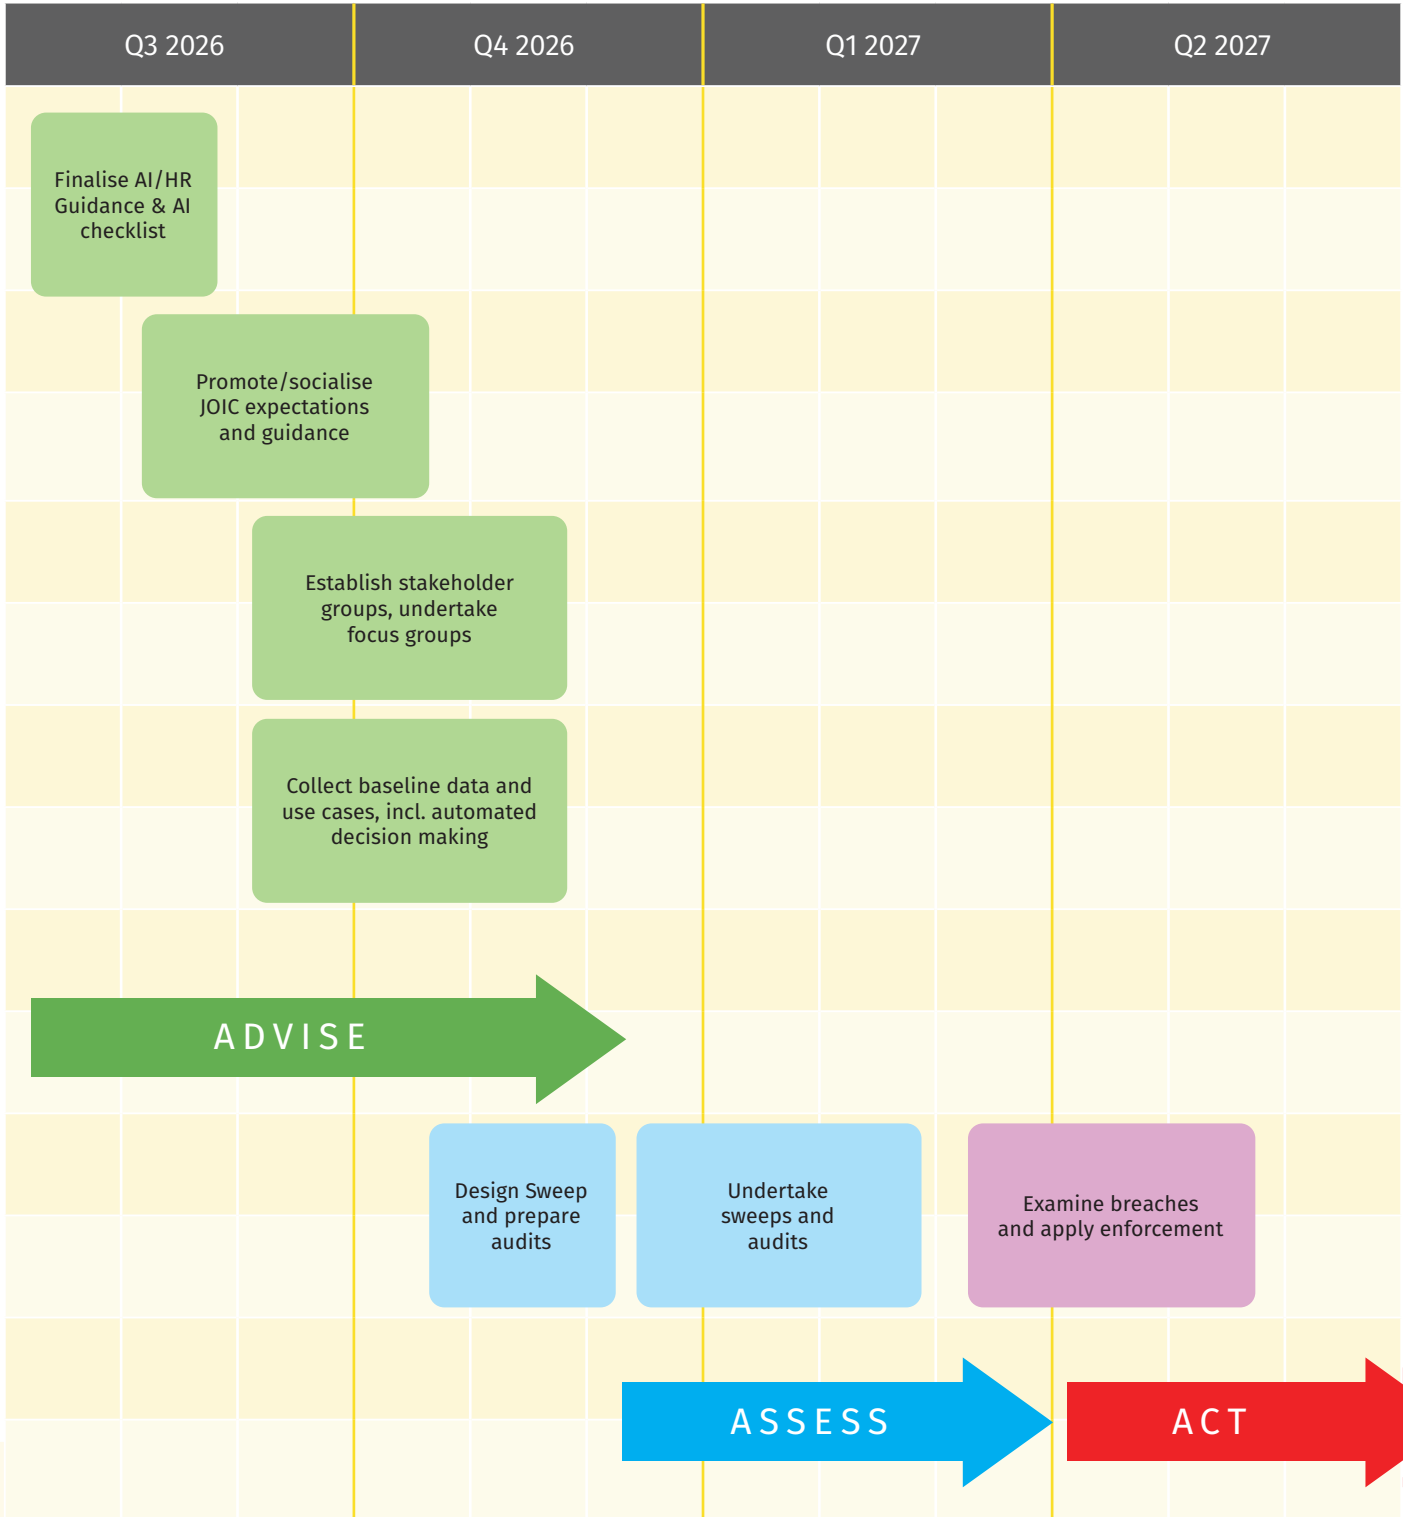 Q3 2026
Q4 2026
Q1 2027
Q2 2027
Finalise AI/HR
Guidance & AI
checklist
Promote/socialise
JOIC expectations
and guidance
Establish stakeholder
groups, undertake
focus groups
Collect baseline data and
use cases, incl. automated
decision making
ADVISE
Design Sweep
and prepare
audits
Undertake
sweeps and
audits
Examine breaches
and apply enforcement
ASSESS
ACT